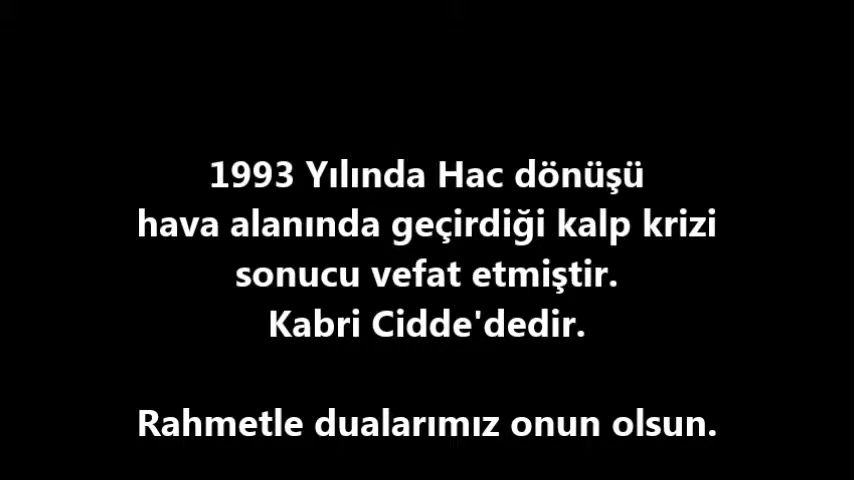 1993 Yılında Hac dönüşü
hava alanında geçirdiği kalp krizi
sonucu vefat etmiştir.
Kabri Cidde'dedir.
Rahmetle dualarımız onun olsun.